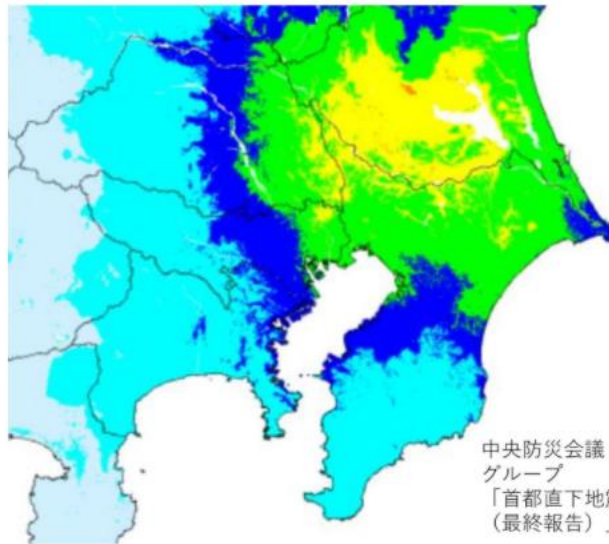 中央防災会議
グループ
「首都直下地震
（最終報告）」